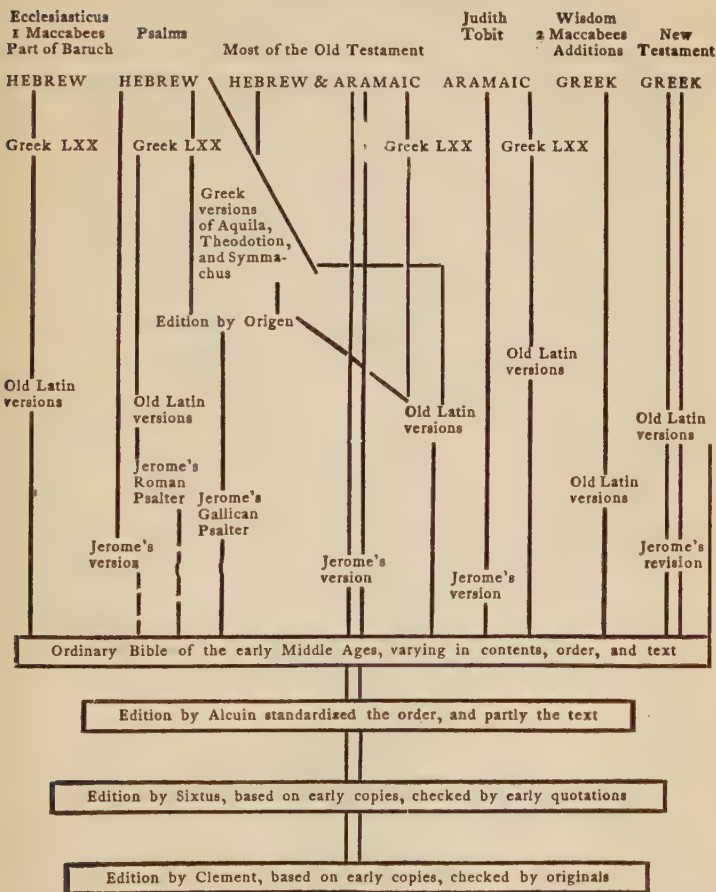 Ecclesiasticus
1 Maccabees
Part of Baruch
Psalms
Most of the Old Testament
Judith
Tobit
Wisdom
2 Maccabees
Additions
New
Testament
HEBREW
HEBREW
HEBREW & ARAMAIC
ARAMAIC
GREEK
GREEK
Greek LXX
Greek LXX
Greek LXX
Greek LXX
Greek
versions
of Aquila,
Theodotion,
and Symma-
chus
Edition by Origen
Old Latin
versions
Old Latin
versions
Old Latin
versions
Old Latin
versions
Old Latin
versions
Old Latin
versions
Jerome's
Roman
Psalter
Jerome's
Gallican
Psalter
Jerome's
version
Jerome's
version
Jerome's
version
Jerome's
revision
Ordinary Bible of the early Middle Ages, varying in contents, order, and text
Edition by Alcuin standardized the order, and partly the text
Edition by Sixtus, based on early copies, checked by early quotations
Edition by Clement, based on early copies, checked by originals